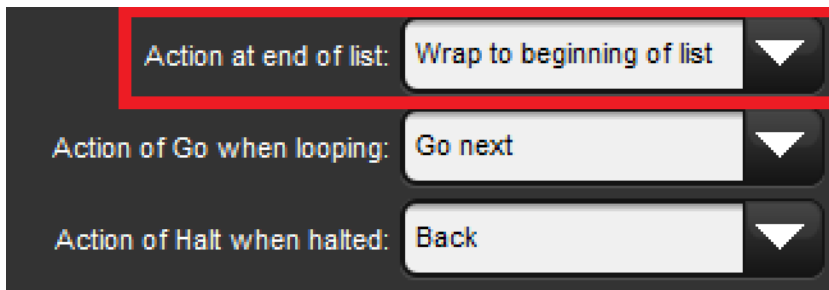 Action at end of list: Wrap to beginning of list
Action of Go when looping: Go next
Action of Halt when halted: Back